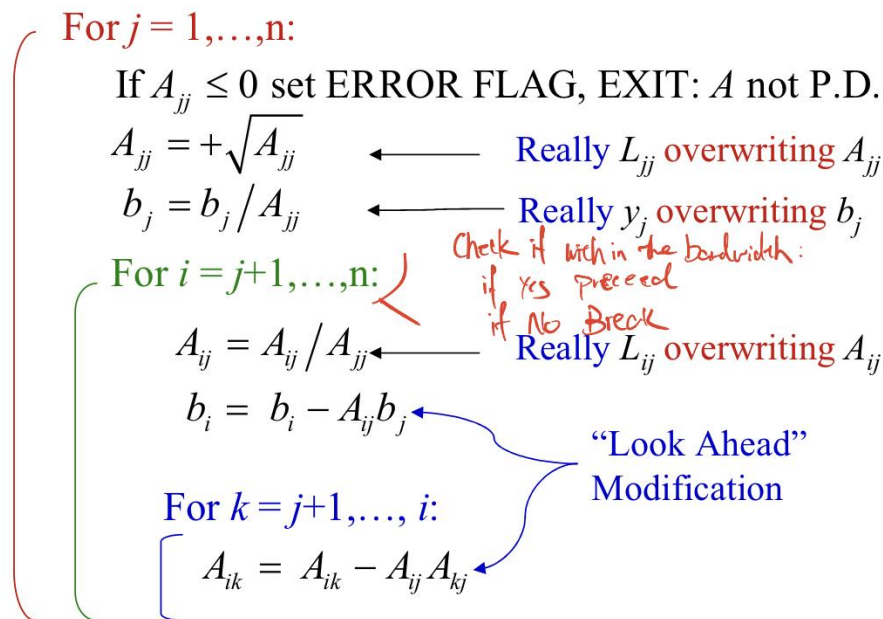 For j = 1,…,n:
If A_jj ≤ 0 set ERROR FLAG, EXIT: A not P.D.
A_jj = +√A_jj ← Really L_jj overwriting A_jj
b_j = b_j / A_jj ← Really y_j overwriting b_j
Check if with in the bandwidth:
For i = j+1,…,n: if yes proceed
if No Break
A_ij = A_ij / A_jj ← Really L_ij overwriting A_ij
b_i = b_i − A_ij b_j
“Look Ahead”
Modification
For k = j+1,…, i:
A_ik = A_ik − A_ij A_kj